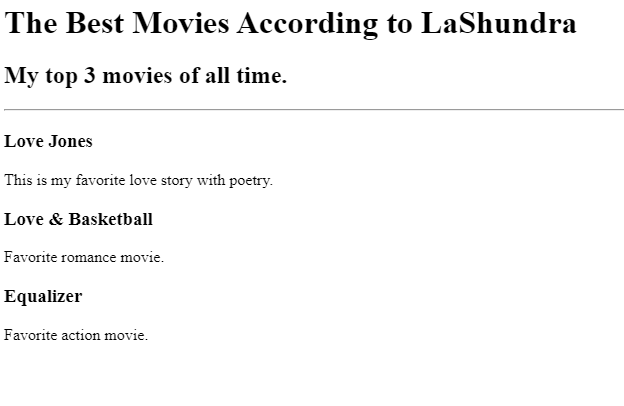 The Best Movies According to LaShundra
My top 3 movies of all time.
Love Jones
This is my favorite love story with poetry.
Love & Basketball
Favorite romance movie.
Equalizer
Favorite action movie.